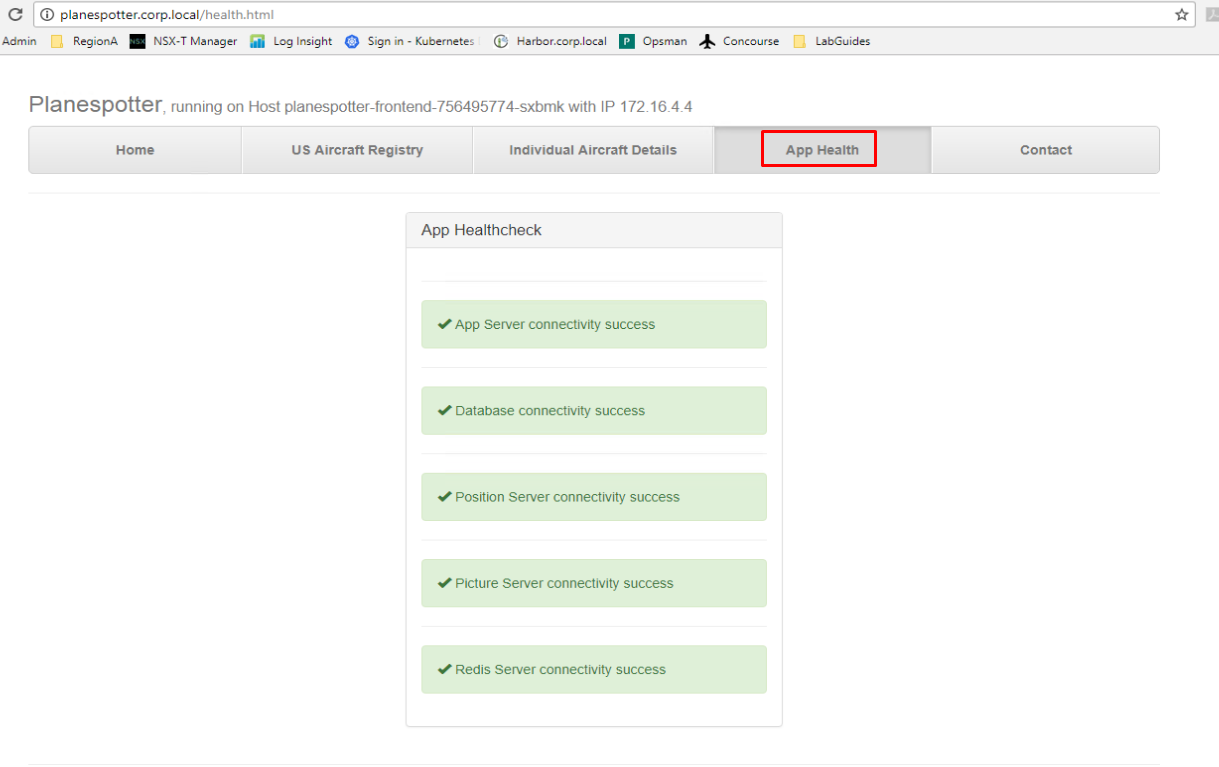 planespotter.corp.local/health.html
Admin RegionA NSX NSX-T Manager Log Insight Sign in - Kubernetes Harbor.corp.local P Opsman Concourse LabGuides
Planespotter, running on Host planespotter-frontend-756495774-sxbmk with IP 172.16.4.4
Home US Aircraft Registry Individual Aircraft Details App Health Contact
App Healthcheck
App Server connectivity success
Database connectivity success
Position Server connectivity success
Picture Server connectivity success
Redis Server connectivity success